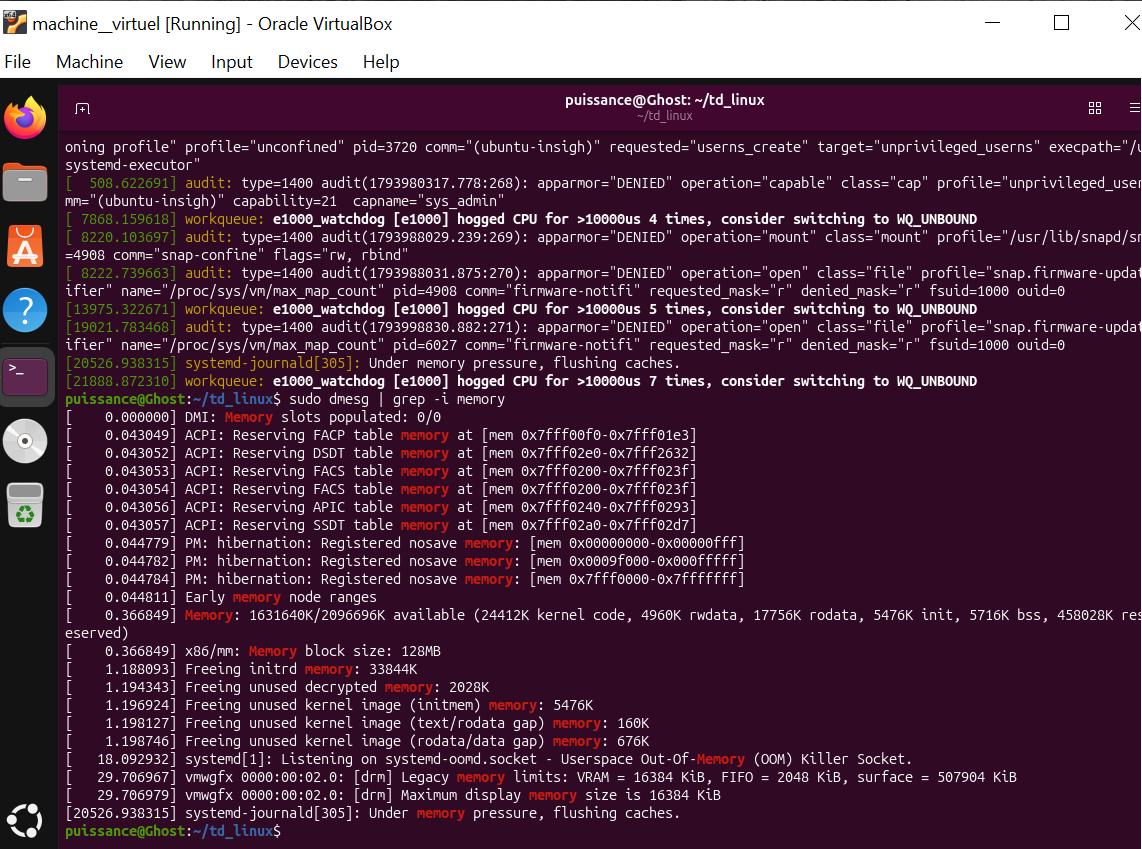 machine__virtuel [Running] - Oracle VirtualBox
File Machine View Input Devices Help
puissance@Ghost: ~/td_linux
~/td_linux
oning profile" profile="unconfined" pid=3720 comm="(ubuntu-insigh)" requested="userns_create" target="unprivileged_userns" execpath="/u
systemd-executor"
[  508.622691] audit: type=1400 audit(1793980317.778:268): apparmor="DENIED" operation="capable" class="cap" profile="unprivileged_user
mm="(ubuntu-insigh)" capability=21  capname="sys_admin"
[ 7868.159618] workqueue: e1000_watchdog [e1000] hogged CPU for >10000us 4 times, consider switching to WQ_UNBOUND
[ 8220.103697] audit: type=1400 audit(1793988029.239:269): apparmor="DENIED" operation="mount" class="mount" profile="/usr/lib/snapd/sn
=4908 comm="snap-confine" flags="rw, rbind"
[ 8222.739663] audit: type=1400 audit(1793988031.875:270): apparmor="DENIED" operation="open" class="file" profile="snap.firmware-updat
ifier" name="/proc/sys/vm/max_map_count" pid=4908 comm="firmware-notifi" requested_mask="r" denied_mask="r" fsuid=1000 ouid=0
[13975.322671] workqueue: e1000_watchdog [e1000] hogged CPU for >10000us 5 times, consider switching to WQ_UNBOUND
[19021.783468] audit: type=1400 audit(1793998830.882:271): apparmor="DENIED" operation="open" class="file" profile="snap.firmware-updat
ifier" name="/proc/sys/vm/max_map_count" pid=6027 comm="firmware-notifi" requested_mask="r" denied_mask="r" fsuid=1000 ouid=0
[20526.938315] systemd-journald[305]: Under memory pressure, flushing caches.
[21888.872310] workqueue: e1000_watchdog [e1000] hogged CPU for >10000us 7 times, consider switching to WQ_UNBOUND
puissance@Ghost:~/td_linux$ sudo dmesg | grep -i memory
[    0.000000] DMI: Memory slots populated: 0/0
[    0.043049] ACPI: Reserving FACP table memory at [mem 0x7fff00f0-0x7fff01e3]
[    0.043052] ACPI: Reserving DSDT table memory at [mem 0x7fff02e0-0x7fff2632]
[    0.043053] ACPI: Reserving FACS table memory at [mem 0x7fff0200-0x7fff023f]
[    0.043054] ACPI: Reserving FACS table memory at [mem 0x7fff0200-0x7fff023f]
[    0.043056] ACPI: Reserving APIC table memory at [mem 0x7fff0240-0x7fff0293]
[    0.043057] ACPI: Reserving SSDT table memory at [mem 0x7fff02a0-0x7fff02d7]
[    0.044779] PM: hibernation: Registered nosave memory: [mem 0x00000000-0x00000fff]
[    0.044782] PM: hibernation: Registered nosave memory: [mem 0x0009f000-0x000fffff]
[    0.044784] PM: hibernation: Registered nosave memory: [mem 0x7fff0000-0x7fffffff]
[    0.044811] Early memory node ranges
[    0.366849] Memory: 1631640K/2096696K available (24412K kernel code, 4960K rwdata, 17756K rodata, 5476K init, 5716K bss, 458028K res
eserved)
[    0.366849] x86/mm: Memory block size: 128MB
[    1.188093] Freeing initrd memory: 33844K
[    1.194343] Freeing unused decrypted memory: 2028K
[    1.196924] Freeing unused kernel image (initmem) memory: 5476K
[    1.198127] Freeing unused kernel image (text/rodata gap) memory: 160K
[    1.198746] Freeing unused kernel image (rodata/data gap) memory: 676K
[   18.092932] systemd[1]: Listening on systemd-oomd.socket - Userspace Out-Of-Memory (OOM) Killer Socket.
[   29.706967] vmwgfx 0000:00:02.0: [drm] Legacy memory limits: VRAM = 16384 KiB, FIFO = 2048 KiB, surface = 507904 KiB
[   29.706979] vmwgfx 0000:00:02.0: [drm] Maximum display memory size is 16384 KiB
[20526.938315] systemd-journald[305]: Under memory pressure, flushing caches.
puissance@Ghost:~/td_linux$